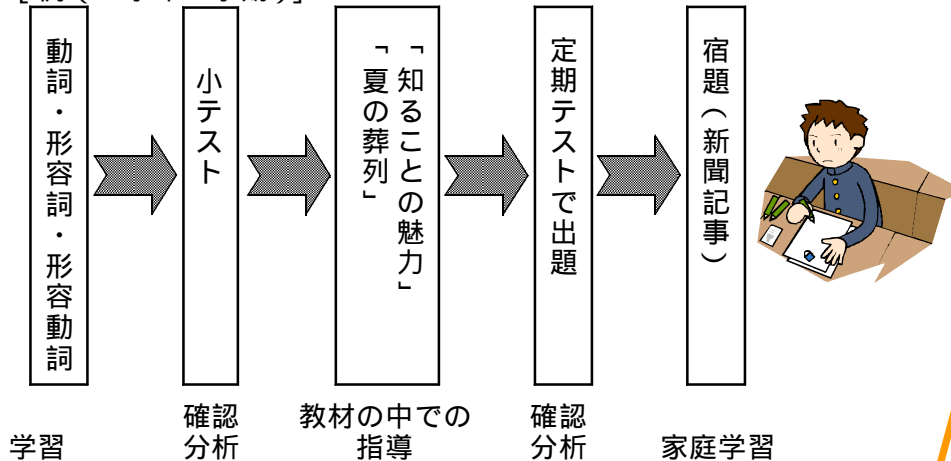 動詞・形容詞・形容動詞
小テスト
「知ることの魅力」
「夏の葬列」
定期テストで出題
宿題(新聞記事)
学習
確認
分析
教材の中での
指導
確認
分析
家庭学習